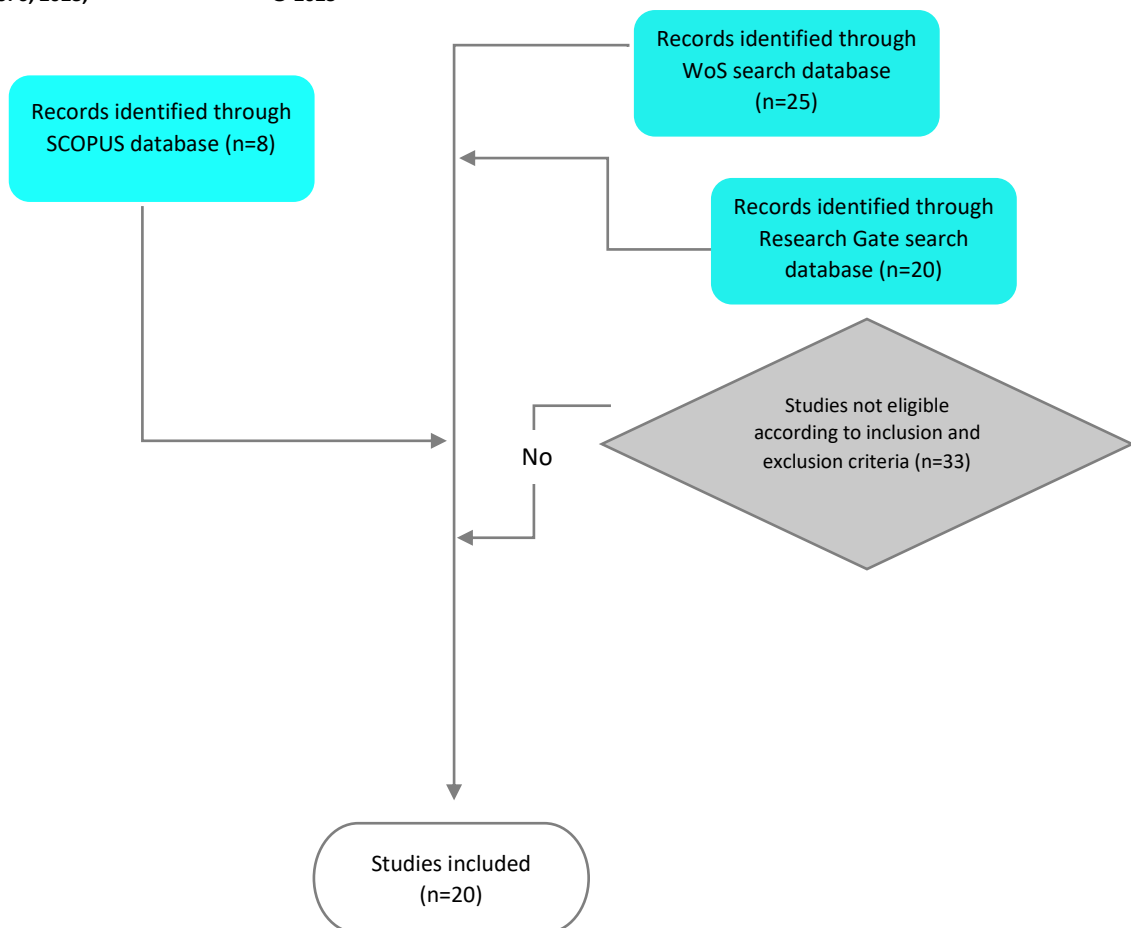 Records identified through
WoS search database
(n=25)
Records identified through
SCOPUS database (n=8)
Records identified through
Research Gate search
database (n=20)
Studies not eligible
according to inclusion and
exclusion criteria (n=33)
No
Studies included
(n=20)